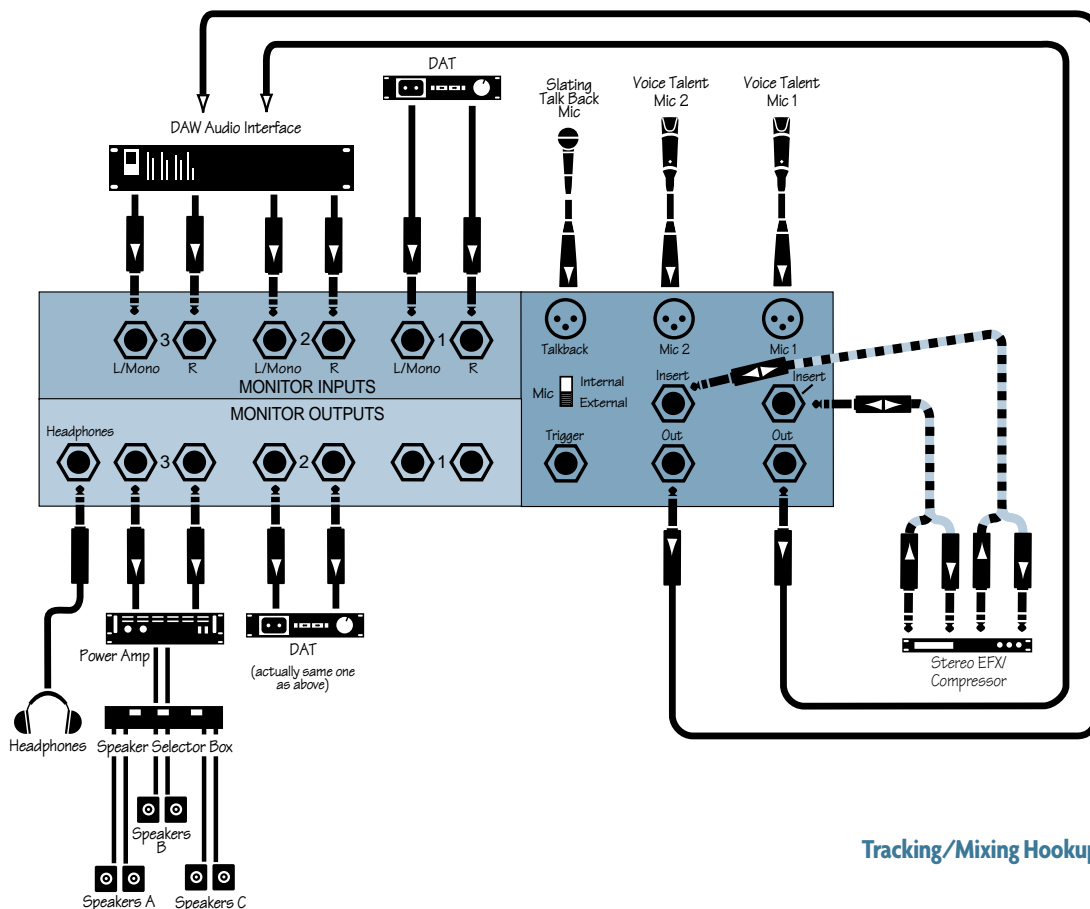 DAT
Slating
Talk Back
Mic
Voice Talent
Mic 2
Voice Talent
Mic 1
DAW Audio Interface
3
2
1
L/Mono R
L/Mono R
L/Mono R
MONITOR INPUTS
Talkback
Mic 2
Mic 1
Mic
Internal
External
Insert
Insert
MONITOR OUTPUTS
Headphones
3
2
1
Trigger
Out
Out
Power Amp
DAT
(actually same one
as above)
Stereo EFX/
Compressor
Headphones
Speaker Selector Box
Speakers
B
Speakers A
Speakers C
Tracking/Mixing Hookup